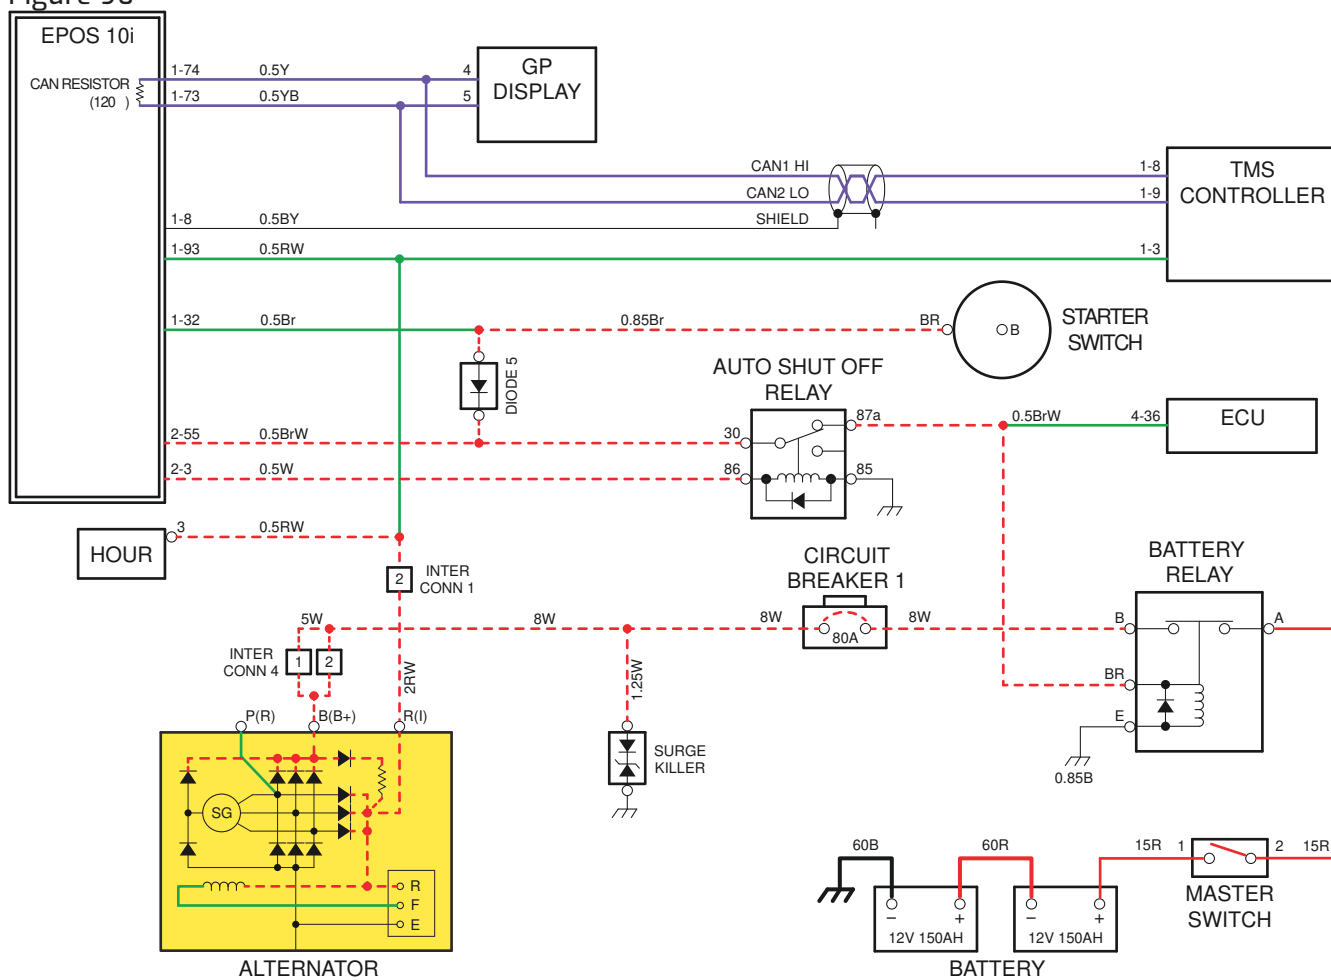 EPOS 10i
CAN RESISTOR
(120 )
1-74 0.5Y 4
1-73 0.5YB 5
GP
DISPLAY
CAN1 HI 1-8
CAN2 LO 1-9
SHIELD
TMS
CONTROLLER
1-8 0.5BY
1-93 0.5RW 1-3
1-32 0.5Br 0.85Br BR
B
STARTER
SWITCH
DIODE 5
AUTO SHUT OFF
RELAY
87a
30
86
85
0.5BrW 4-36
ECU
2-55 0.5BrW
2-3 0.5W
HOUR
3 0.5RW
2
INTER
CONN 1
CIRCUIT
BREAKER 1
8W
8W
80A
BATTERY
RELAY
B
A
BR
E
0.85B
5W
8W
INTER
CONN 4
1
2
2RW
1.25W
P(R)
B(B+)
R(I)
SURGE
KILLER
SG
R
F
E
ALTERNATOR
60B
60R
15R
1
2
15R
MASTER
SWITCH
− +
12V 150AH
− +
12V 150AH
BATTERY